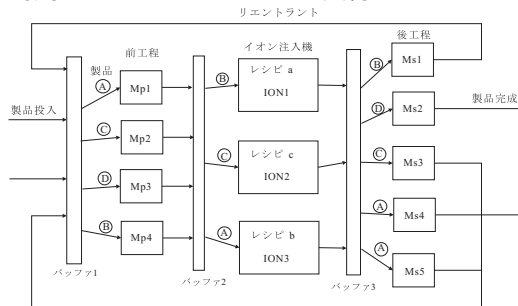 リエントラント
製品
前工程
イオン注入機
後工程
製品投入
製品完成
A
C
D
B
Mp1
Mp2
Mp3
Mp4
B
C
A
レシピ a
ION1
レシピ c
ION2
レシピ b
ION3
B
D
C
A
A
Ms1
Ms2
Ms3
Ms4
Ms5
バッファ1
バッファ2
バッファ3